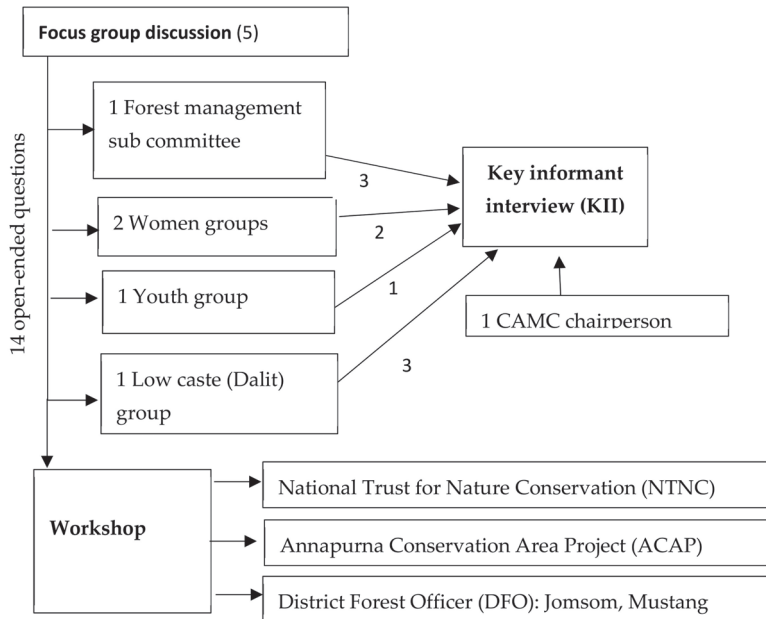 Focus group discussion (5)
14 open-ended questions
1 Forest management
sub committee
3
2 Women groups
2
1 Youth group
1
1 Low caste (Dalit)
group
3
Key informant
interview (KII)
1 CAMC chairperson
Workshop
National Trust for Nature Conservation (NTNC)
Annapurna Conservation Area Project (ACAP)
District Forest Officer (DFO): Jomsom, Mustang